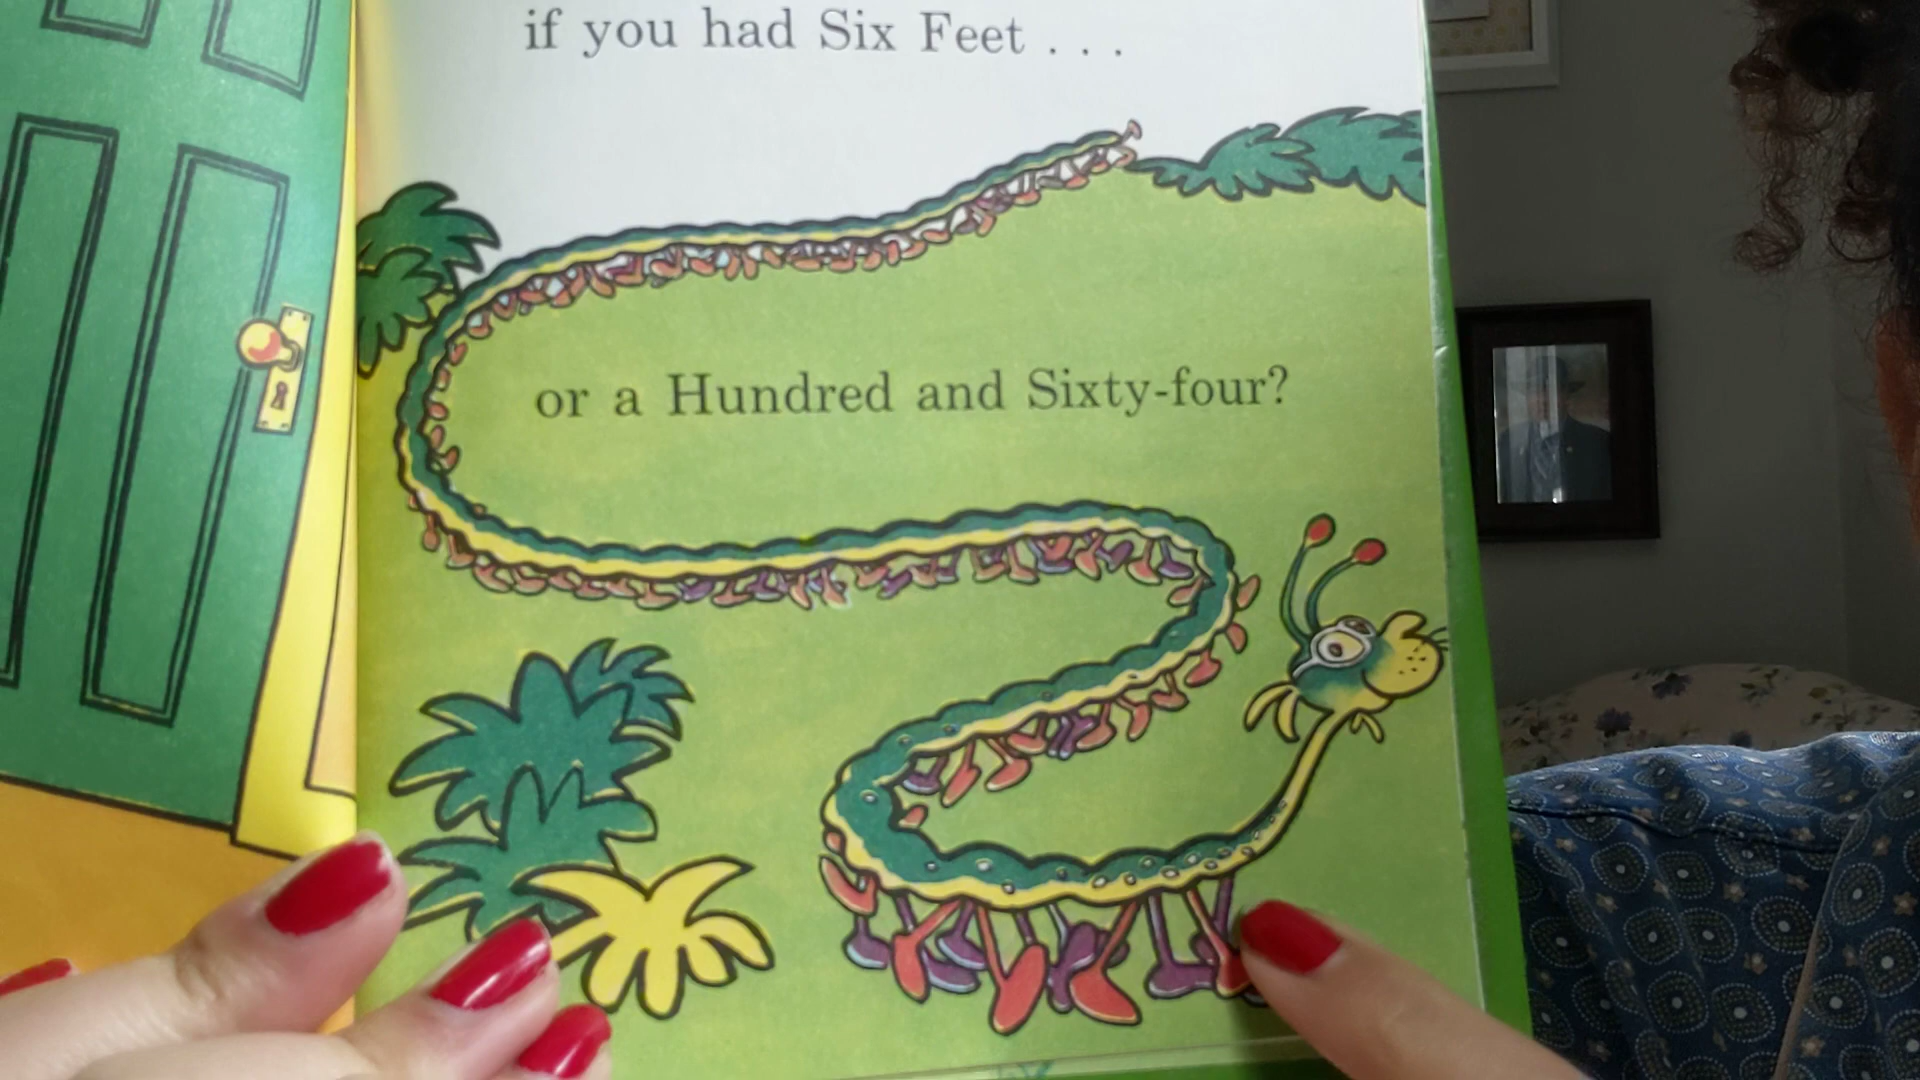 if you had Six Feet . . .
or a Hundred and Sixty-four?